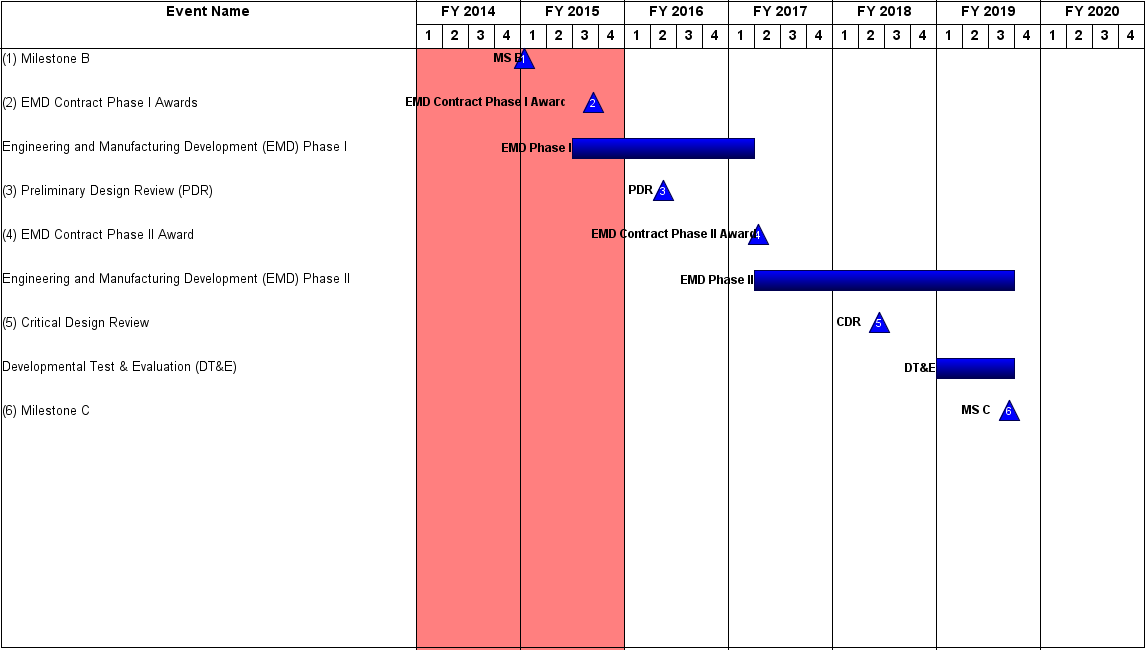 Event Name FY 2014 FY 2015 FY 2016 FY 2017 FY 2018 FY 2019 FY 2020
1 2 3 4 1 2 3 4 1 2 3 4 1 2 3 4 1 2 3 4 1 2 3 4 1 2 3 4
(1) Milestone B MS B 1
(2) EMD Contract Phase I Awards EMD Contract Phase I Award 2
Engineering and Manufacturing Development (EMD) Phase I EMD Phase I
(3) Preliminary Design Review (PDR) PDR 3
(4) EMD Contract Phase II Award EMD Contract Phase II Award 4
Engineering and Manufacturing Development (EMD) Phase II EMD Phase II
(5) Critical Design Review CDR 5
Developmental Test & Evaluation (DT&E) DT&E
(6) Milestone C MS C 6